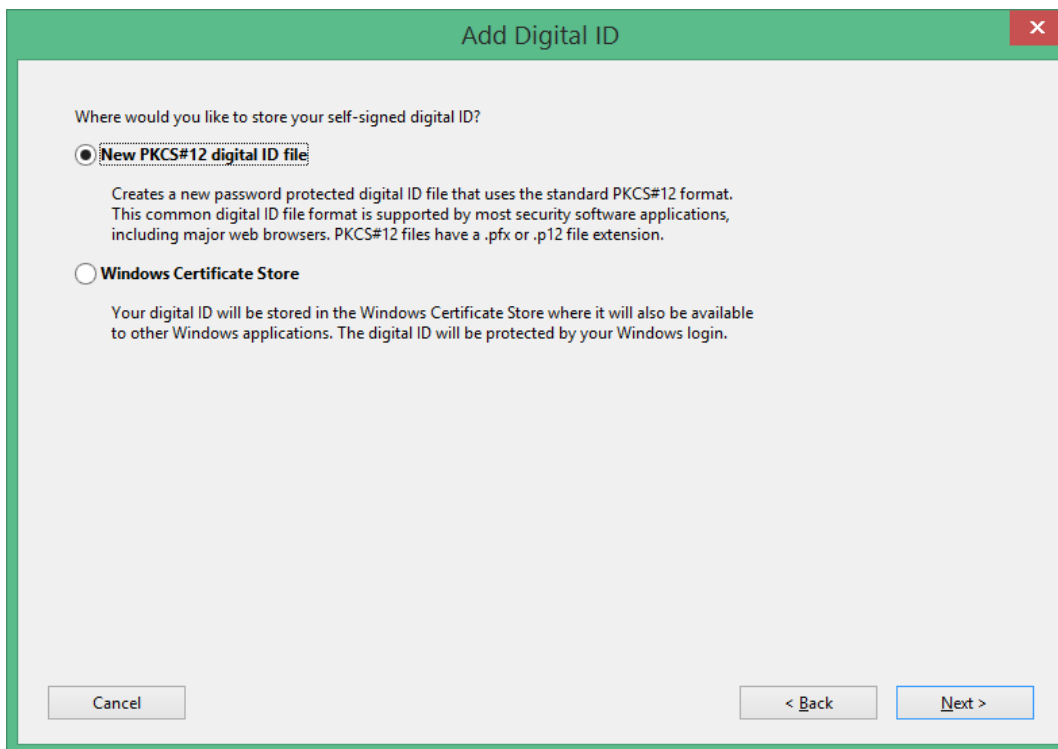 Add Digital ID
Where would you like to store your self-signed digital ID?
New PKCS#12 digital ID file
Creates a new password protected digital ID file that uses the standard PKCS#12 format.
This common digital ID file format is supported by most security software applications,
including major web browsers. PKCS#12 files have a .pfx or .p12 file extension.
Windows Certificate Store
Your digital ID will be stored in the Windows Certificate Store where it will also be available
to other Windows applications. The digital ID will be protected by your Windows login.
Cancel
< Back
Next >